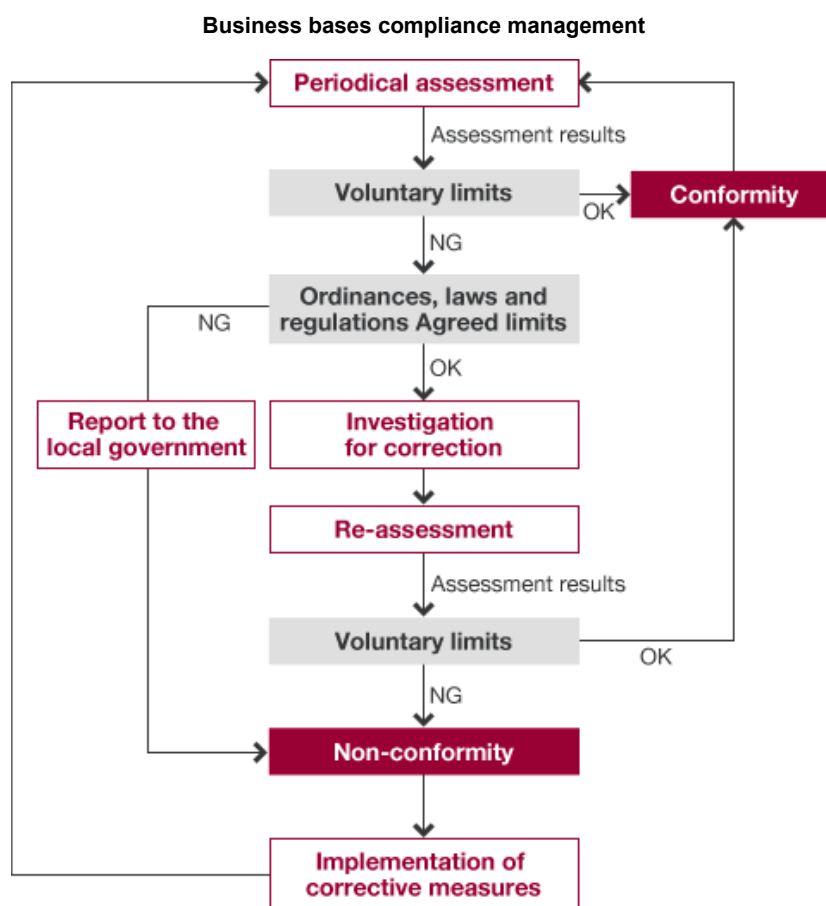 Business bases compliance management
Periodical assessment
Assessment results
Voluntary limits
OK
Conformity
NG
Ordinances, laws and
regulations Agreed limits
NG
OK
Report to the
local government
Investigation
for correction
Re-assessment
Assessment results
Voluntary limits
OK
NG
Non-conformity
Implementation of
corrective measures